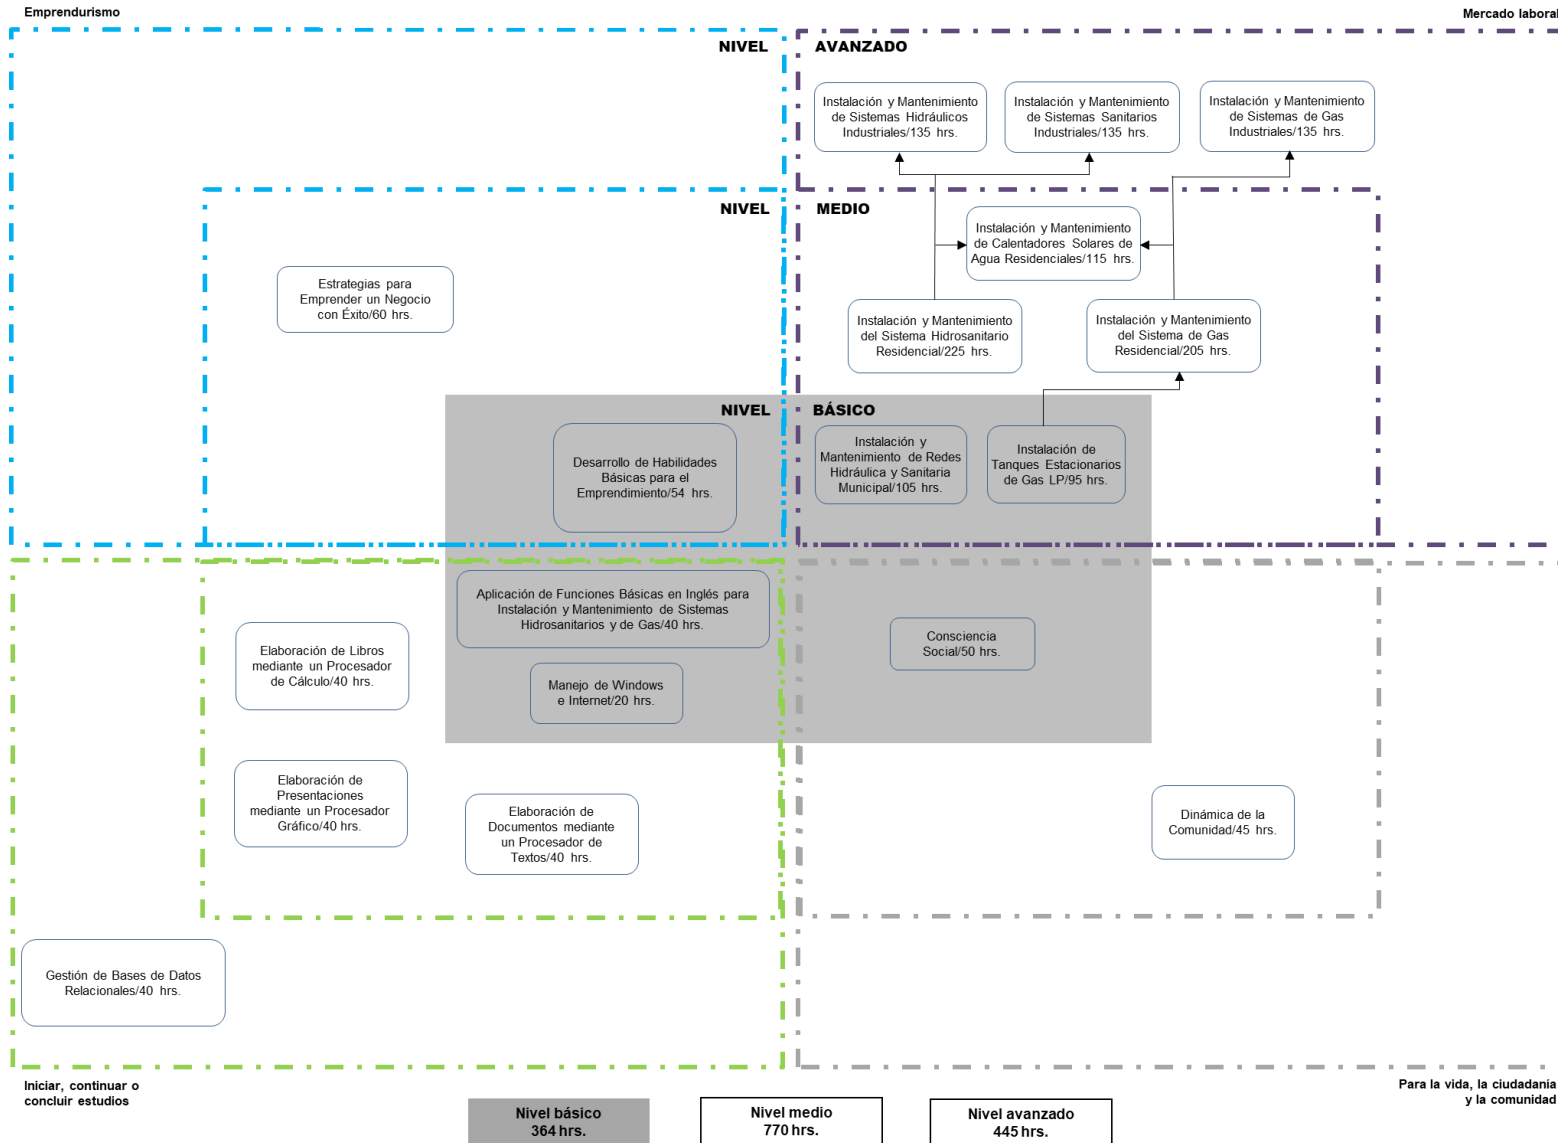 Emprendurismo
Mercado laboral
NIVEL AVANZADO
Instalación y Mantenimiento
de Sistemas Hidráulicos
Industriales/135 hrs.
Instalación y Mantenimiento
de Sistemas Sanitarios
Industriales/135 hrs.
Instalación y Mantenimiento
de Sistemas de Gas
Industriales/135 hrs.
NIVEL MEDIO
Instalación y Mantenimiento
de Calentadores Solares de
Agua Residenciales/115 hrs.
Estrategias para
Emprender un Negocio
con Éxito/60 hrs.
Instalación y Mantenimiento
del Sistema Hidrosanitario
Residencial/225 hrs.
Instalación y Mantenimiento
del Sistema de Gas
Residencial/205 hrs.
NIVEL BÁSICO
Desarrollo de Habilidades
Básicas para el
Emprendimiento/54 hrs.
Instalación y
Mantenimiento de Redes
Hidráulica y Sanitaria
Municipal/105 hrs.
Instalación de
Tanques Estacionarios
de Gas LP/95 hrs.
Aplicación de Funciones Básicas en Inglés para
Instalación y Mantenimiento de Sistemas
Hidrosanitarios y de Gas/40 hrs.
Elaboración de Libros
mediante un Procesador
de Cálculo/40 hrs.
Manejo de Windows
e Internet/20 hrs.
Consciencia
Social/50 hrs.
Elaboración de
Presentaciones
mediante un Procesador
Gráfico/40 hrs.
Elaboración de
Documentos mediante
un Procesador de
Textos/40 hrs.
Dinámica de la
Comunidad/45 hrs.
Gestión de Bases de Datos
Relacionales/40 hrs.
Iniciar, continuar o
concluir estudios
Para la vida, la ciudadanía
y la comunidad
Nivel básico
364 hrs.
Nivel medio
770 hrs.
Nivel avanzado
445 hrs.